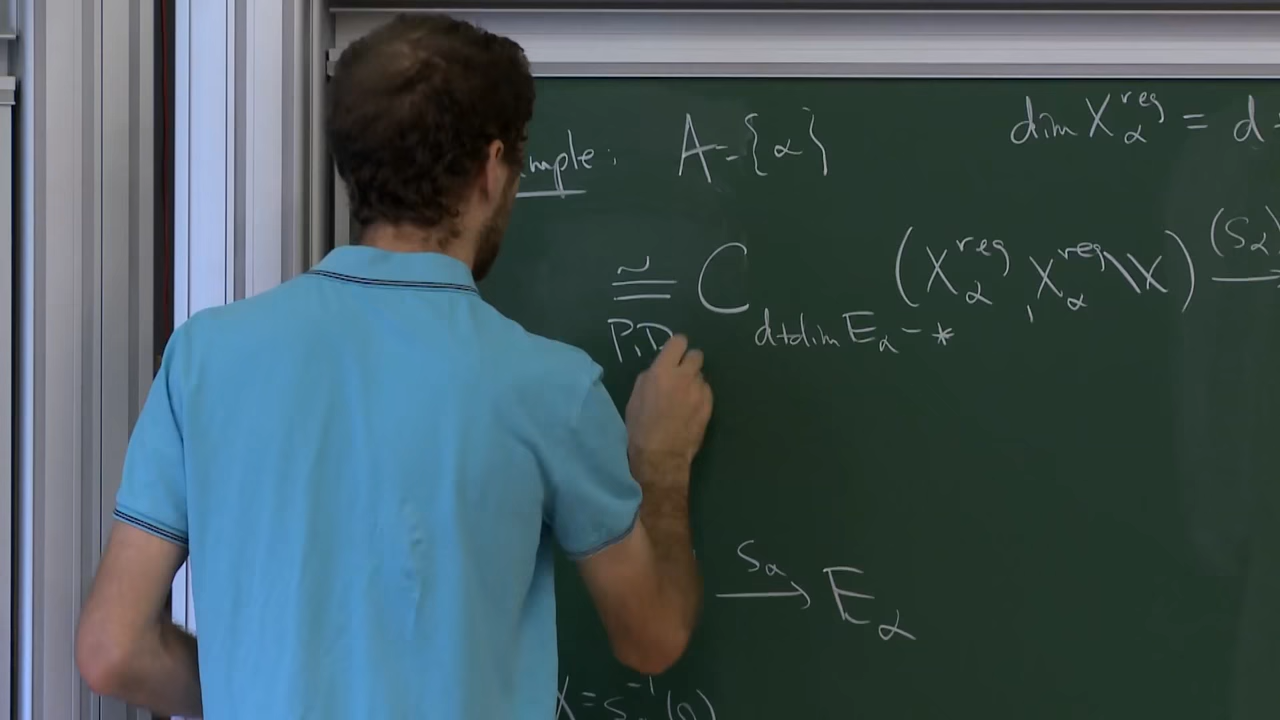 mple: A = {α}
dim X_α^reg = d =
≅ C_{d+dim E_α - *} (X_α^reg, X_α^reg \ X) (S_α)→
P.D
S_α → E_α
X = S_α^{-1}(0)